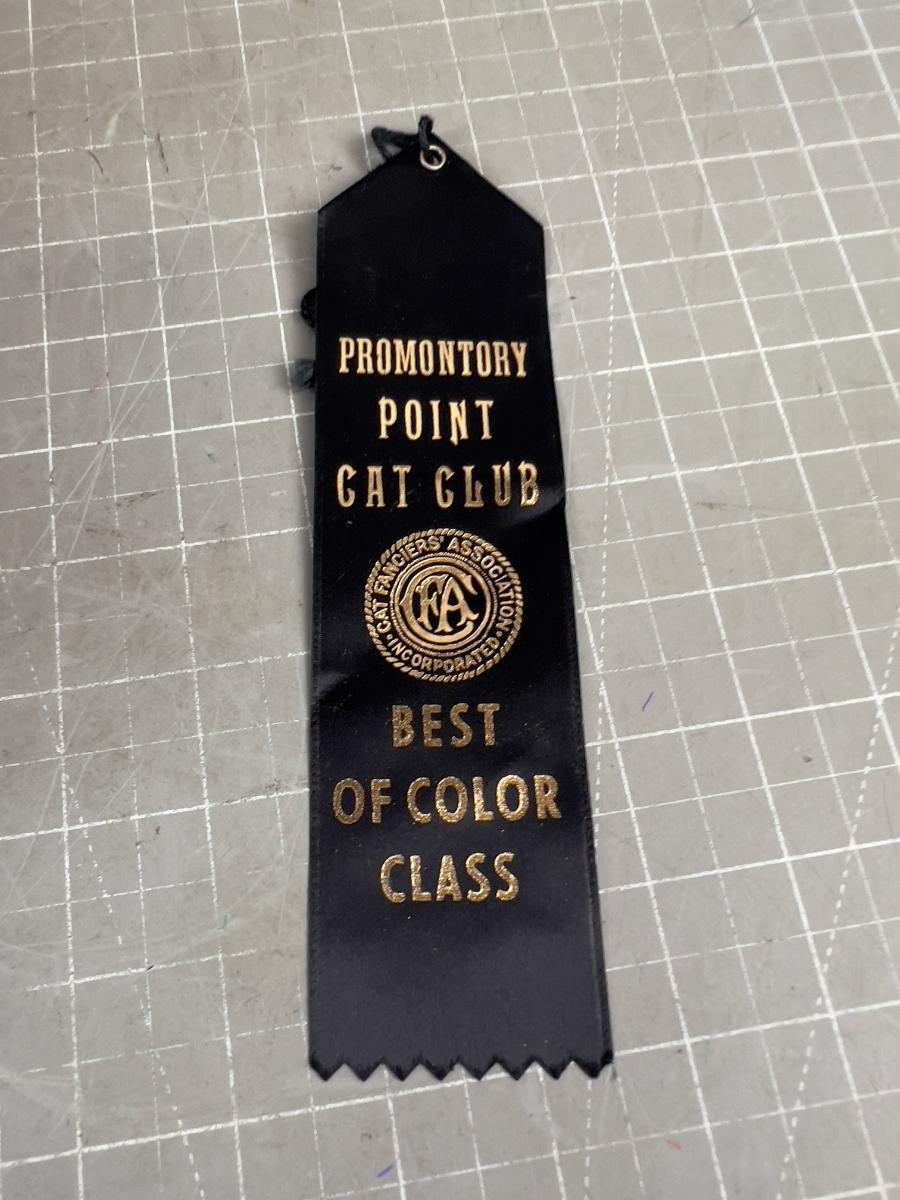 PROMONTORY
POINT
CAT CLUB
CAT FANCIERS' ASSOCIATION
• INCORPORATED •
CFA
BEST
OF COLOR
CLASS